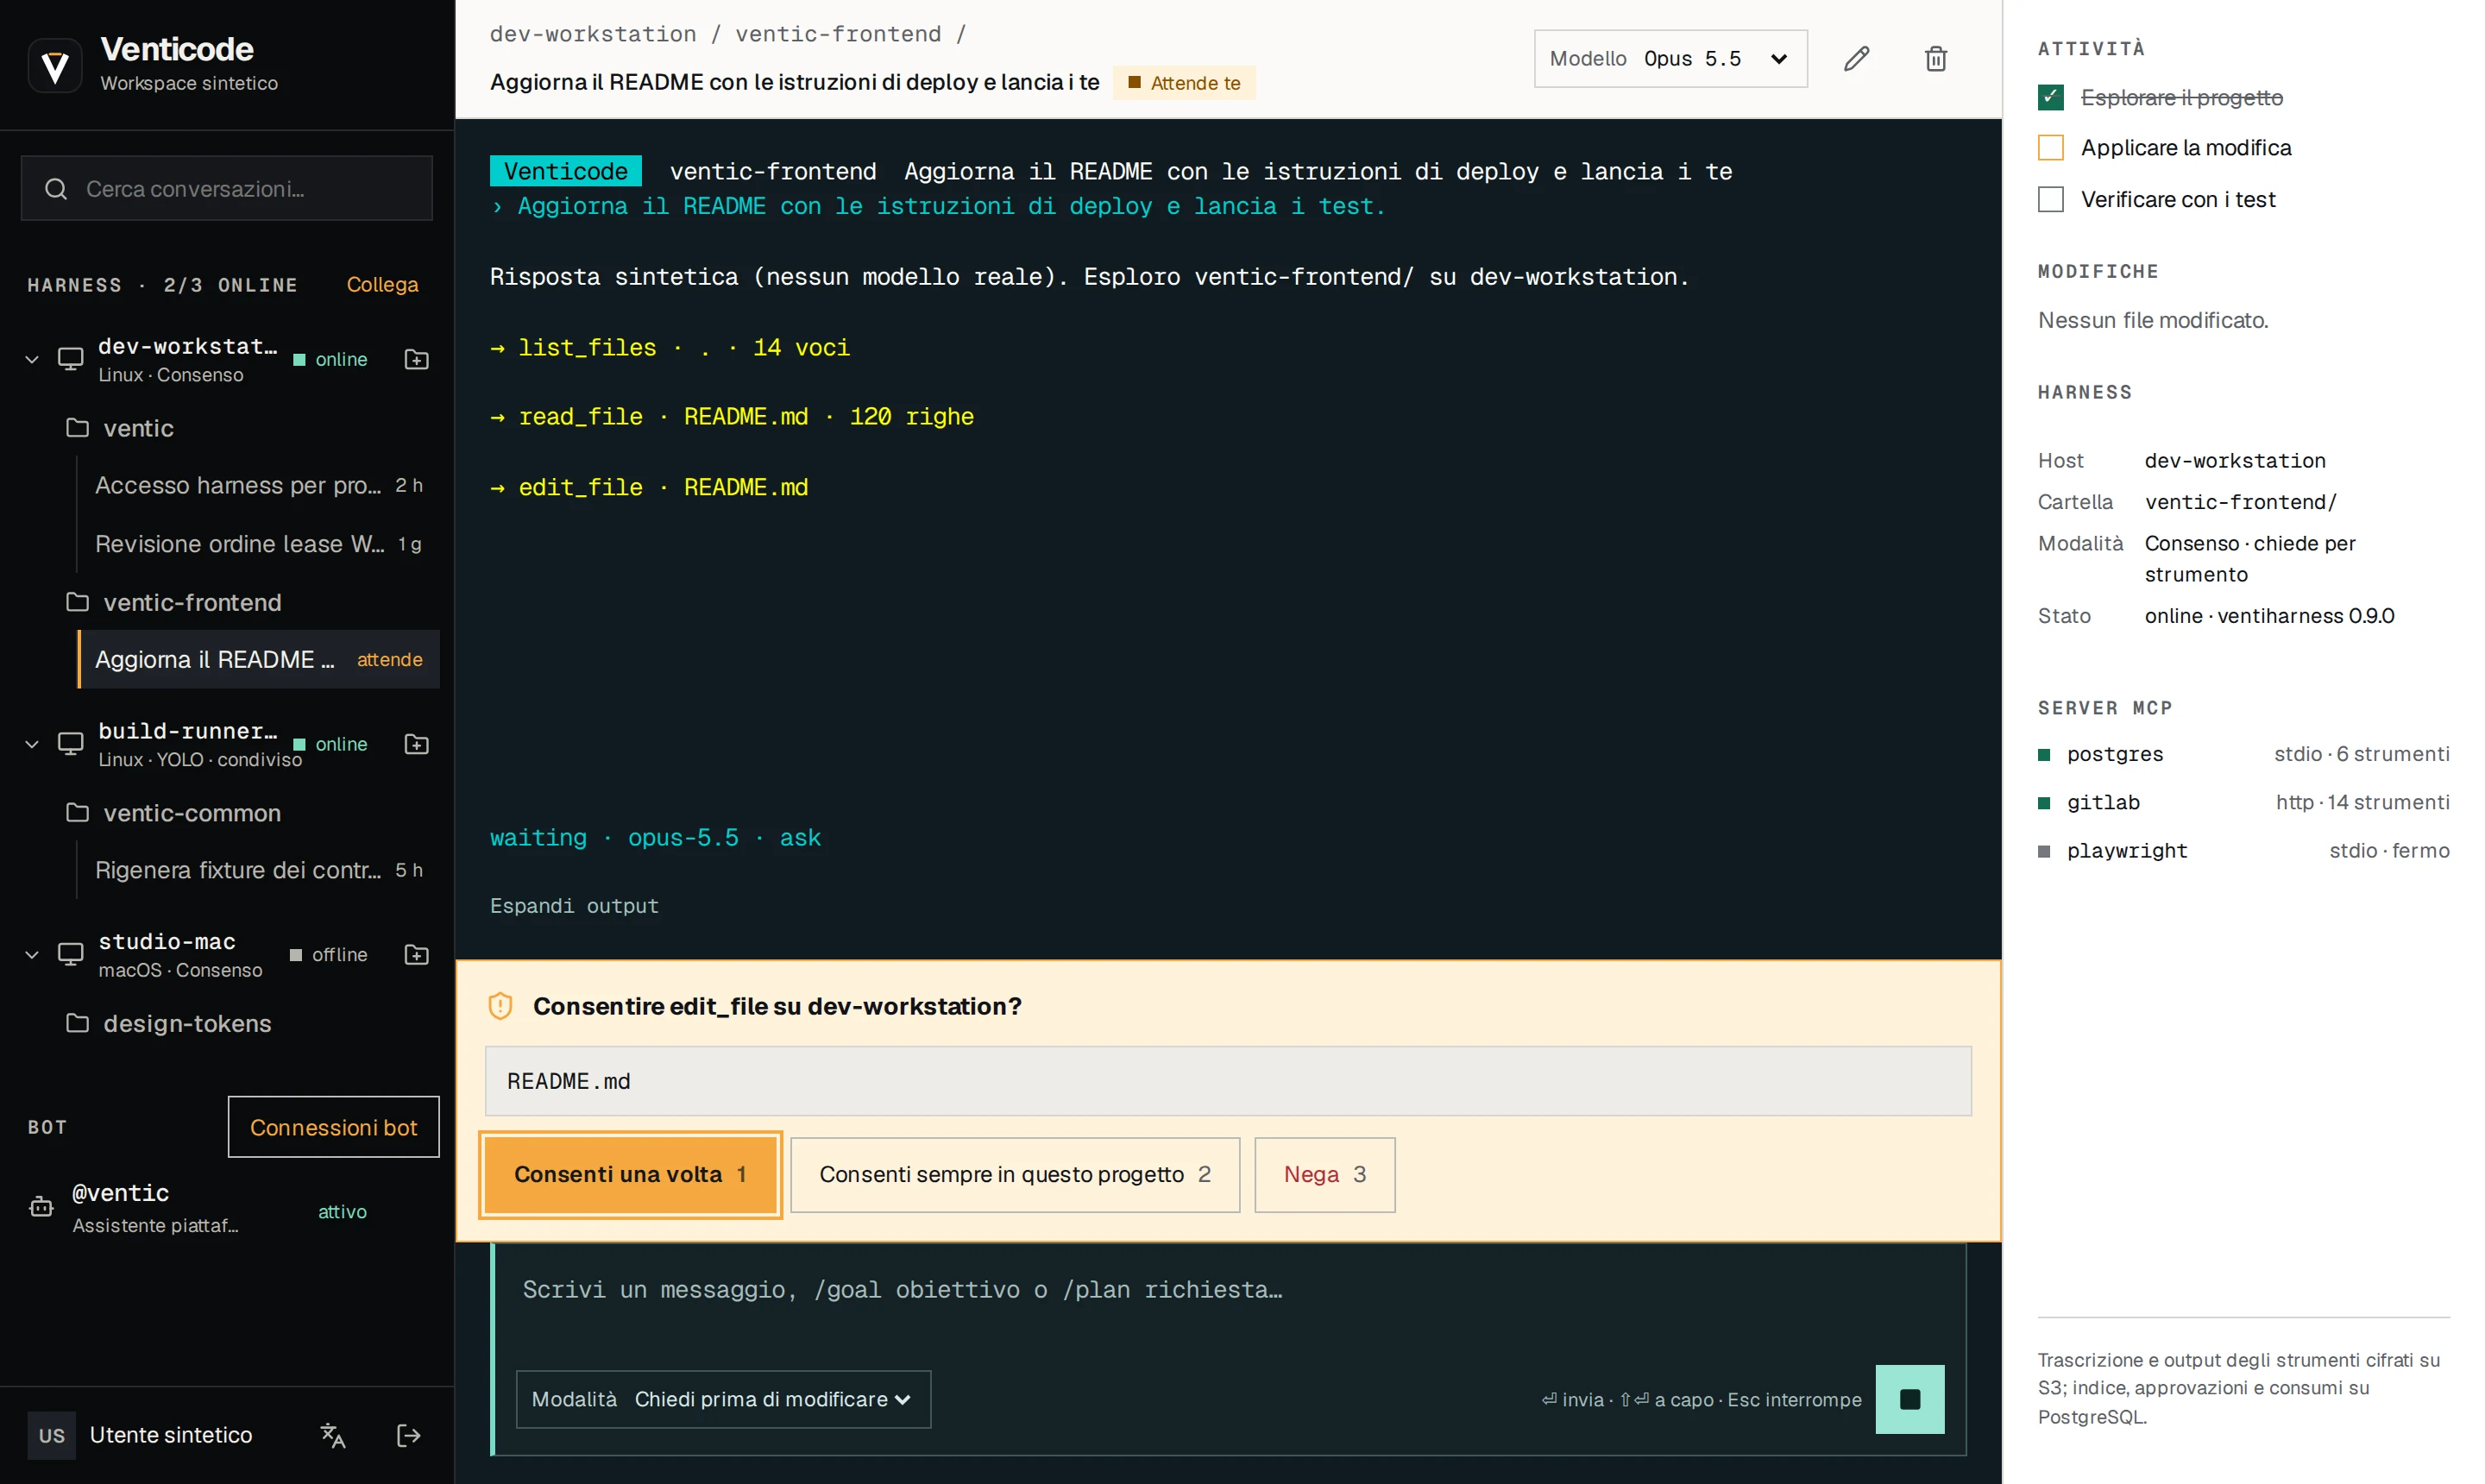 Venticode
Workspace sintetico
Cerca conversazioni...
HARNESS · 2/3 ONLINE Collega
dev-workstat... online
Linux · Consenso
ventic
Accesso harness per pro... 2 h
Revisione ordine lease W... 1 g
ventic-frontend
Aggiorna il README ... attende
build-runner... online
Linux · YOLO · condiviso
ventic-common
Rigenera fixture dei contr... 5 h
studio-mac offline
macOS · Consenso
design-tokens
BOT Connessioni bot
@ventic
Assistente piattaf... attivo
US Utente sintetico
dev-workstation / ventic-frontend /
Aggiorna il README con le istruzioni di deploy e lancia i te Attende te
Modello Opus 5.5
Venticode ventic-frontend Aggiorna il README con le istruzioni di deploy e lancia i te
› Aggiorna il README con le istruzioni di deploy e lancia i test.
Risposta sintetica (nessun modello reale). Esploro ventic-frontend/ su dev-workstation.
→ list_files · . · 14 voci
→ read_file · README.md · 120 righe
→ edit_file · README.md
waiting · opus-5.5 · ask
Espandi output
Consentire edit_file su dev-workstation?
README.md
Consenti una volta 1 Consenti sempre in questo progetto 2 Nega 3
Scrivi un messaggio, /goal obiettivo o /plan richiesta…
Modalità Chiedi prima di modificare ⏎ invia · ⇧⏎ a capo · Esc interrompe
ATTIVITÀ
Esplorare il progetto
Applicare la modifica
Verificare con i test
MODIFICHE
Nessun file modificato.
HARNESS
Host dev-workstation
Cartella ventic-frontend/
Modalità Consenso · chiede per
strumento
Stato online · ventiharness 0.9.0
SERVER MCP
postgres stdio · 6 strumenti
gitlab http · 14 strumenti
playwright stdio · fermo
Trascrizione e output degli strumenti cifrati su
S3; indice, approvazioni e consumi su
PostgreSQL.